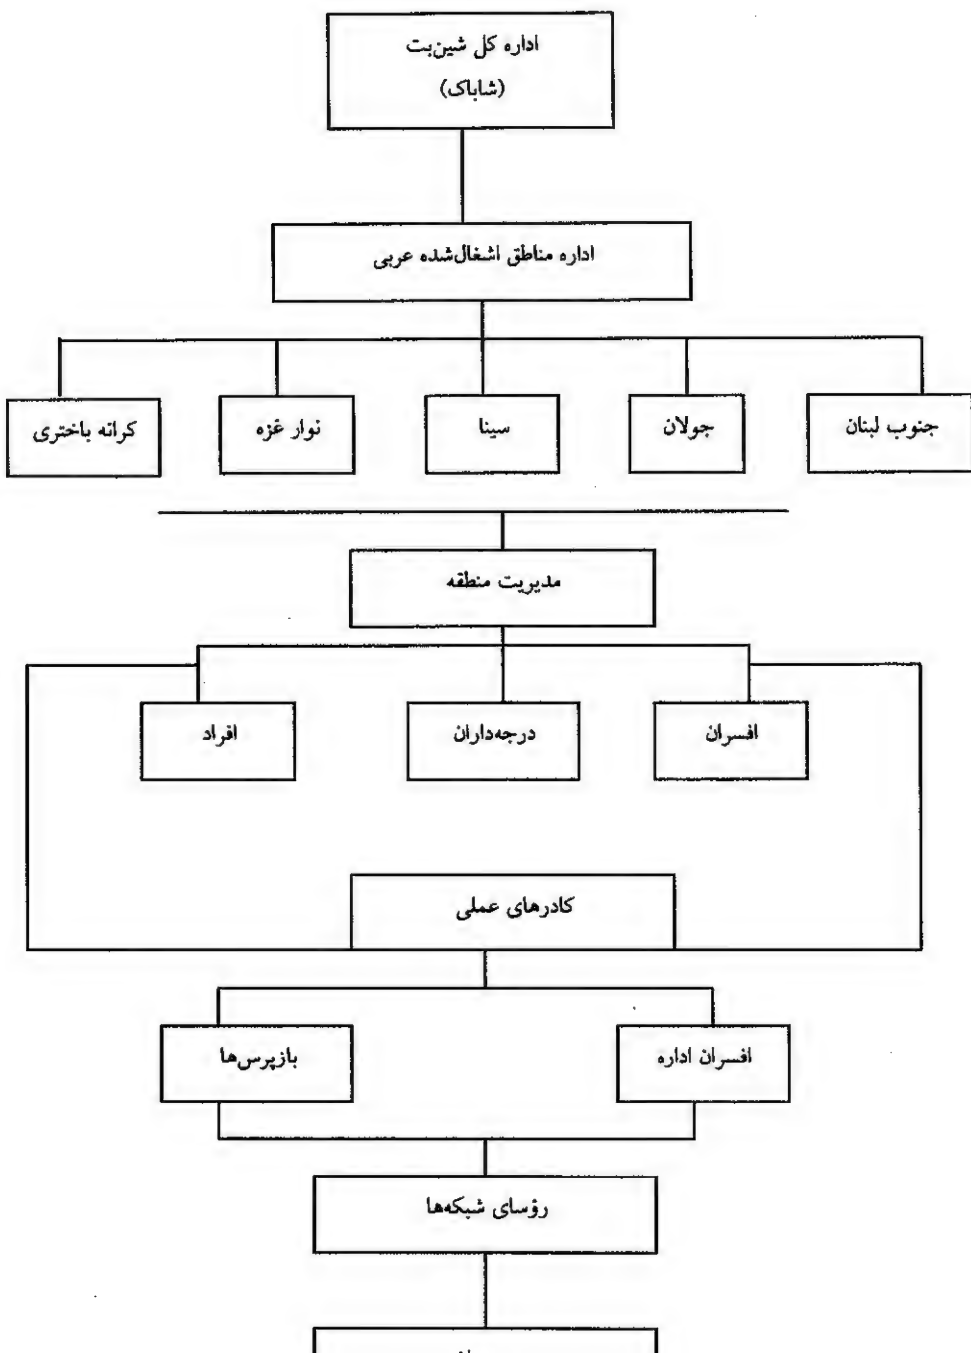 اداره کل شین‌بت
(شاباک)
اداره مناطق اشغال‌شده عربی
جنوب لبنان
جولان
سینا
نوار غزه
کرانه باختری
مدیریت منطقه
افسران
درجه‌داران
افراد
کادرهای عملی
افسران اداره
بازپرس‌ها
رؤسای شبکه‌ها